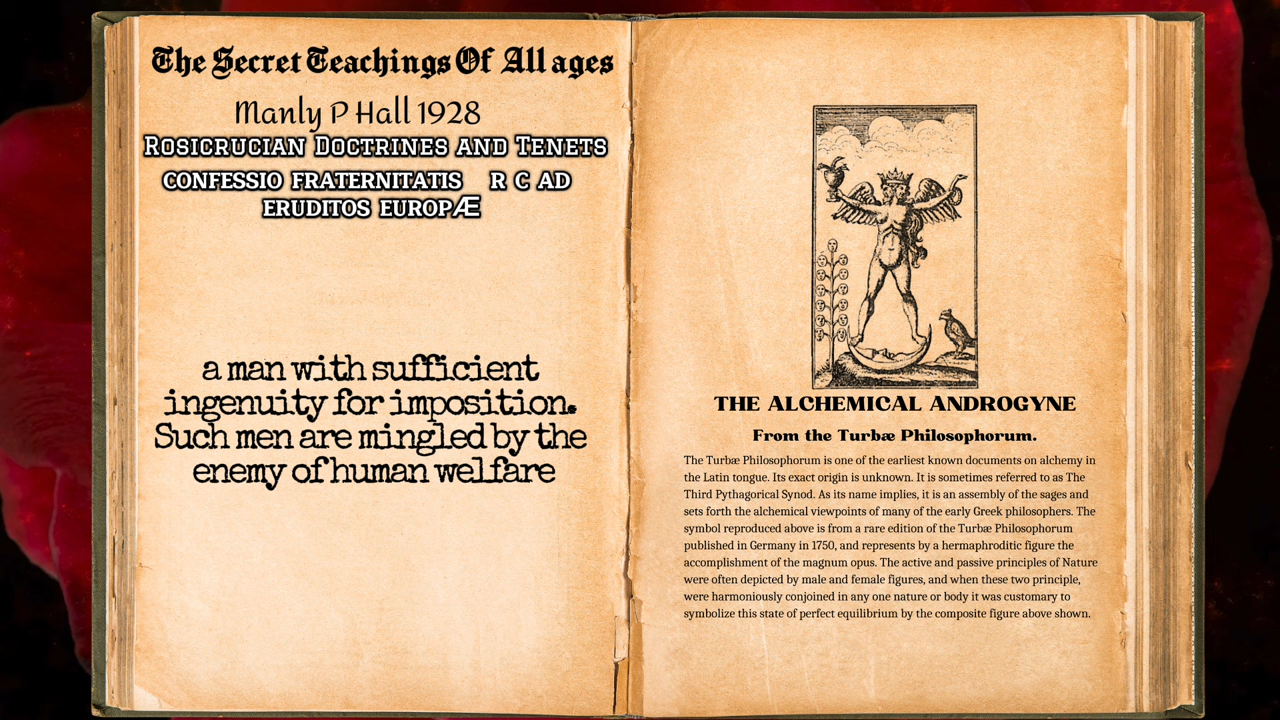 The Secret Teachings Of All ages
Manly P Hall 1928
Rosicrucian Doctrines and Tenets
CONFESSIO FRATERNITATIS R C AD
ERUDITOS EUROPÆ
a man with sufficient
ingenuity for imposition.
Such men are mingled by the
enemy of human welfare
THE ALCHEMICAL ANDROGYNE
From the Turbæ Philosophorum.
The Turbæ Philosophorum is one of the earliest known documents on alchemy in
the Latin tongue. Its exact origin is unknown. It is sometimes referred to as The
Third Pythagorical Synod. As its name implies, it is an assembly of the sages and
sets forth the alchemical viewpoints of many of the early Greek philosophers. The
symbol reproduced above is from a rare edition of the Turbæ Philosophorum
published in Germany in 1750, and represents by a hermaphroditic figure the
accomplishment of the magnum opus. The active and passive principles of Nature
were often depicted by male and female figures, and when these two principle,
were harmoniously conjoined in any one nature or body it was customary to
symbolize this state of perfect equilibrium by the composite figure above shown.